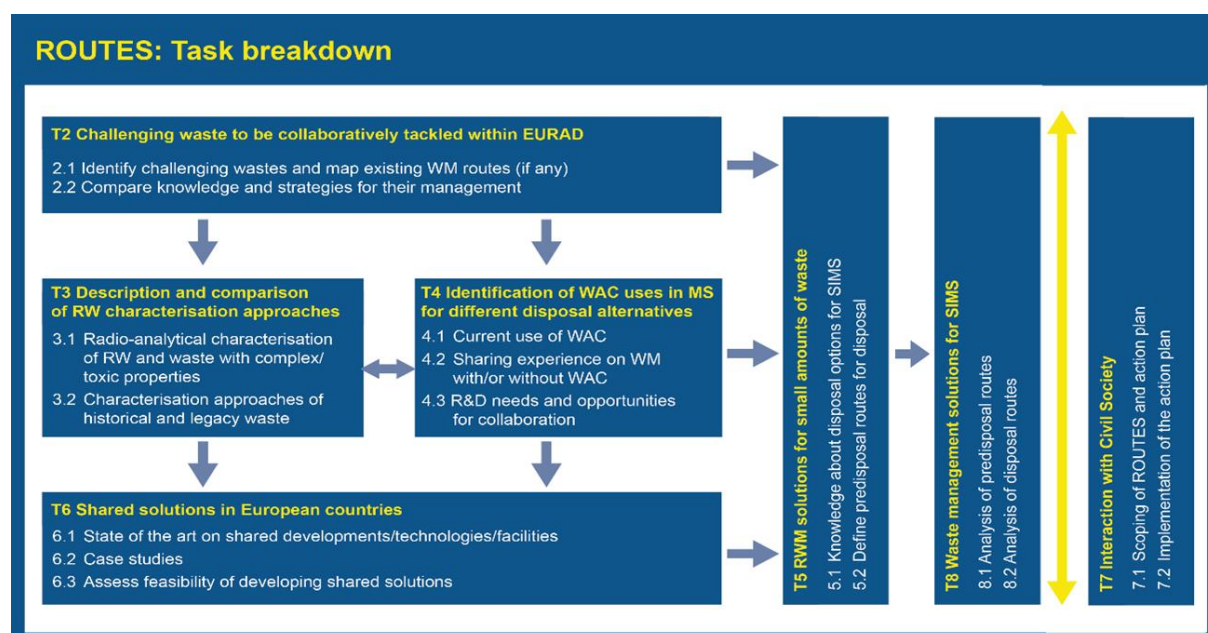 ROUTES: Task breakdown
T2 Challenging waste to be collaboratively tackled within EURAD
2.1 Identify challenging wastes and map existing WM routes (if any)
2.2 Compare knowledge and strategies for their management
T3 Description and comparison
of RW characterisation approaches
3.1 Radio-analytical characterisation
of RW and waste with complex/
toxic properties
3.2 Characterisation approaches of
historical and legacy waste
T4 Identification of WAC uses in MS
for different disposal alternatives
4.1 Current use of WAC
4.2 Sharing experience on WM
with/or without WAC
4.3 R&D needs and opportunities
for collaboration
T6 Shared solutions in European countries
6.1 State of the art on shared developments/technologies/facilities
6.2 Case studies
6.3 Assess feasibility of developing shared solutions
T5 RWM solutions for small amounts of waste
5.1 Knowledge about disposal options for SIMS
5.2 Define predisposal routes for disposal
T8 Waste management solutions for SIMS
8.1 Analysis of predisposal routes
8.2 Analysis of disposal routes
T7 Interaction with Civil Society
7.1 Scoping of ROUTES and action plan
7.2 Implementation of the action plan